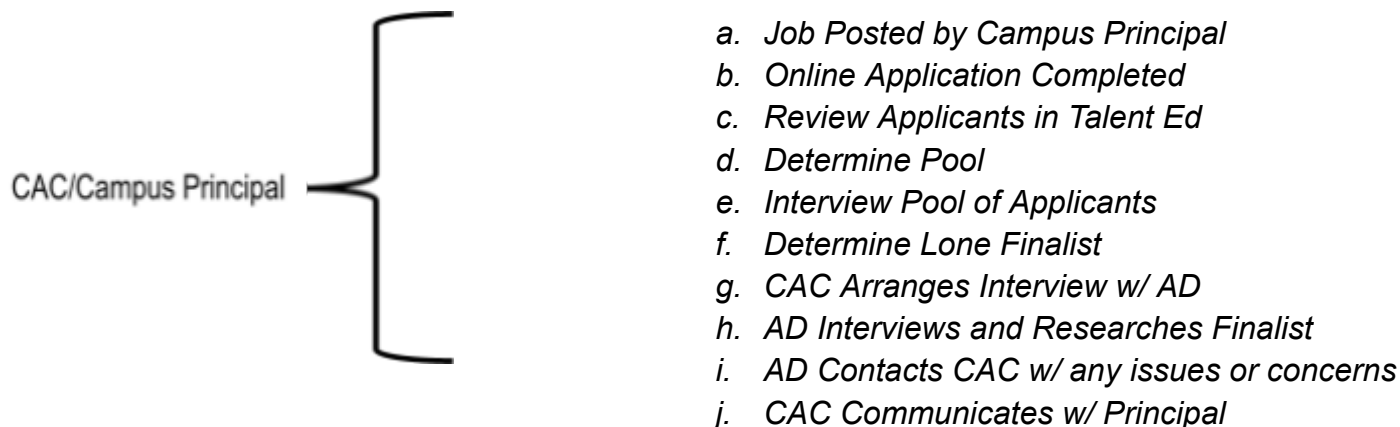 CAC/Campus Principal
a. Job Posted by Campus Principal
b. Online Application Completed
c. Review Applicants in Talent Ed
d. Determine Pool
e. Interview Pool of Applicants
f. Determine Lone Finalist
g. CAC Arranges Interview w/ AD
h. AD Interviews and Researches Finalist
i. AD Contacts CAC w/ any issues or concerns
j. CAC Communicates w/ Principal